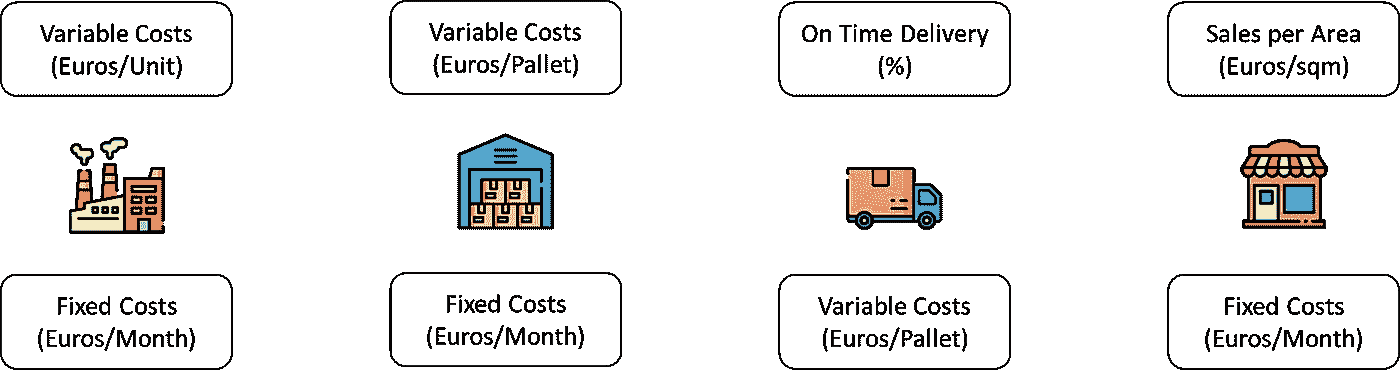 Variable Costs
(Euros/Unit)
Variable Costs
(Euros/Pallet)
On Time Delivery
(%)
Sales per Area
(Euros/sqm)
Fixed Costs
(Euros/Month)
Fixed Costs
(Euros/Month)
Variable Costs
(Euros/Pallet)
Fixed Costs
(Euros/Month)